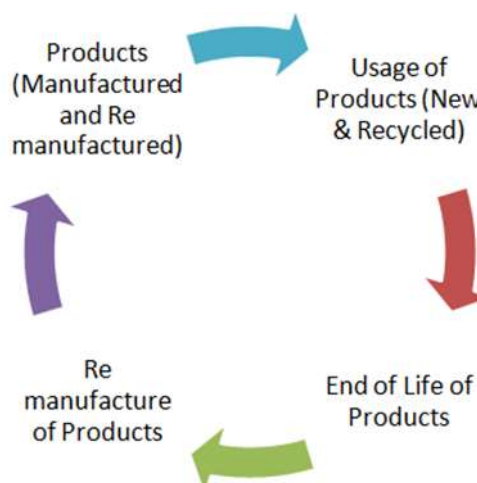 Products
(Manufactured
and Re
manufactured)
Usage of
Products (New
& Recycled)
End of Life of
Products
Re
manufacture
of Products